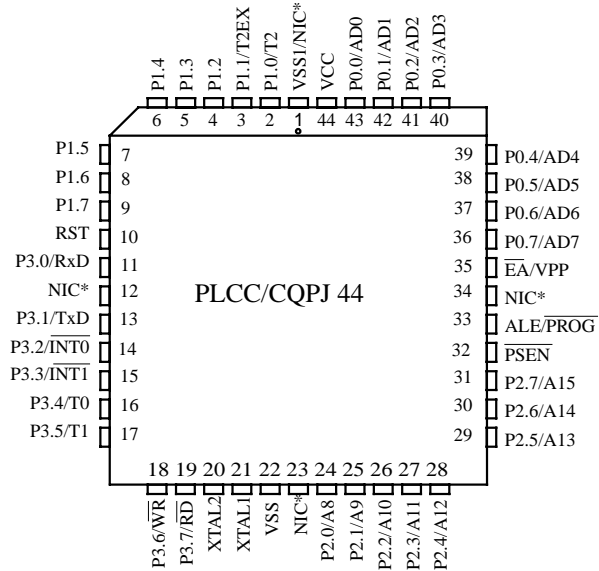 P1.4
P1.3
P1.2
P1.1/T2EX
P1.0/T2
VSS1/NIC*
VCC
P0.0/AD0
P0.1/AD1
P0.2/AD2
P0.3/AD3
6 5 4 3 2 1 44 43 42 41 40
P1.5 7
P1.6 8
P1.7 9
RST 10
P3.0/RxD 11
NIC* 12
P3.1/TxD 13
P3.2/INT0 14
P3.3/INT1 15
P3.4/T0 16
P3.5/T1 17
PLCC/CQPJ 44
39 P0.4/AD4
38 P0.5/AD5
37 P0.6/AD6
36 P0.7/AD7
35 EA/VPP
34 NIC*
33 ALE/PROG
32 PSEN
31 P2.7/A15
30 P2.6/A14
29 P2.5/A13
18 19 20 21 22 23 24 25 26 27 28
P3.6/WR
P3.7/RD
XTAL2
XTAL1
VSS
NIC*
P2.0/A8
P2.1/A9
P2.2/A10
P2.3/A11
P2.4/A12